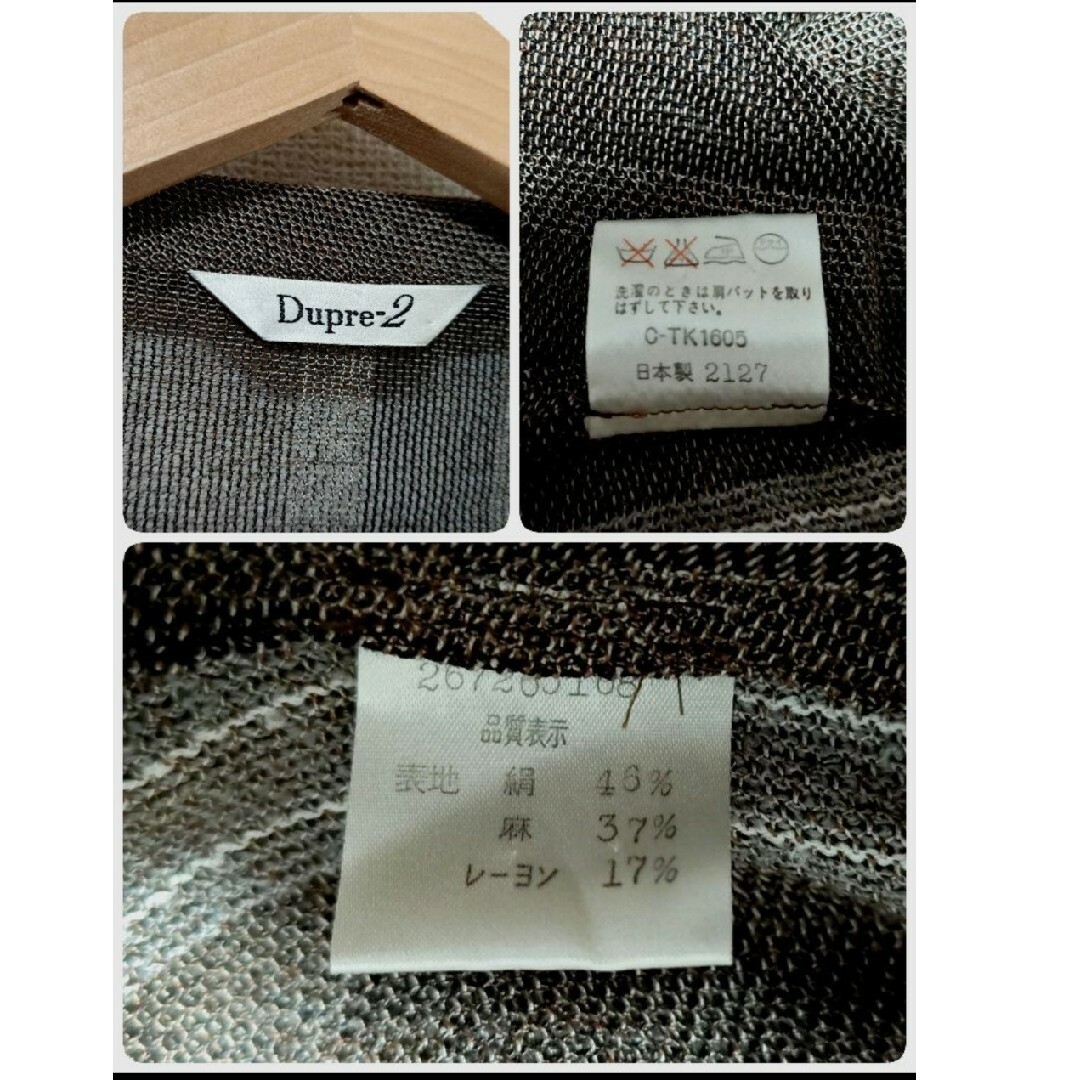 Dupre-2
洗濯のときは肩パットを取り
はずして下さい。
C-TK1605
日本製 2127
品質表示
表地 絹 46%
麻 37%
レーヨン 17%